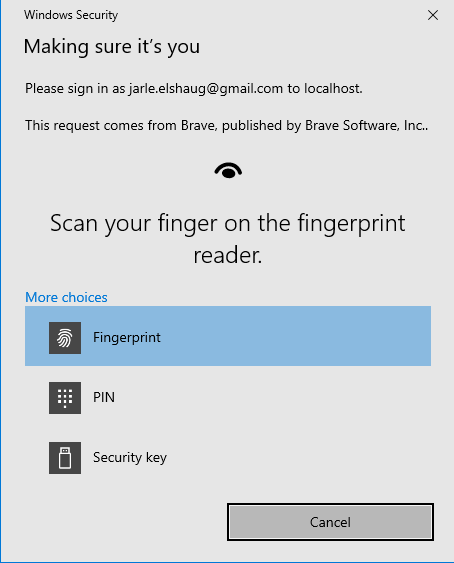 Windows Security
Making sure it's you
Please sign in as jarle.elshaug@gmail.com to localhost.
This request comes from Brave, published by Brave Software, Inc..
Scan your finger on the fingerprint
reader.
More choices
Fingerprint
PIN
Security key
Cancel